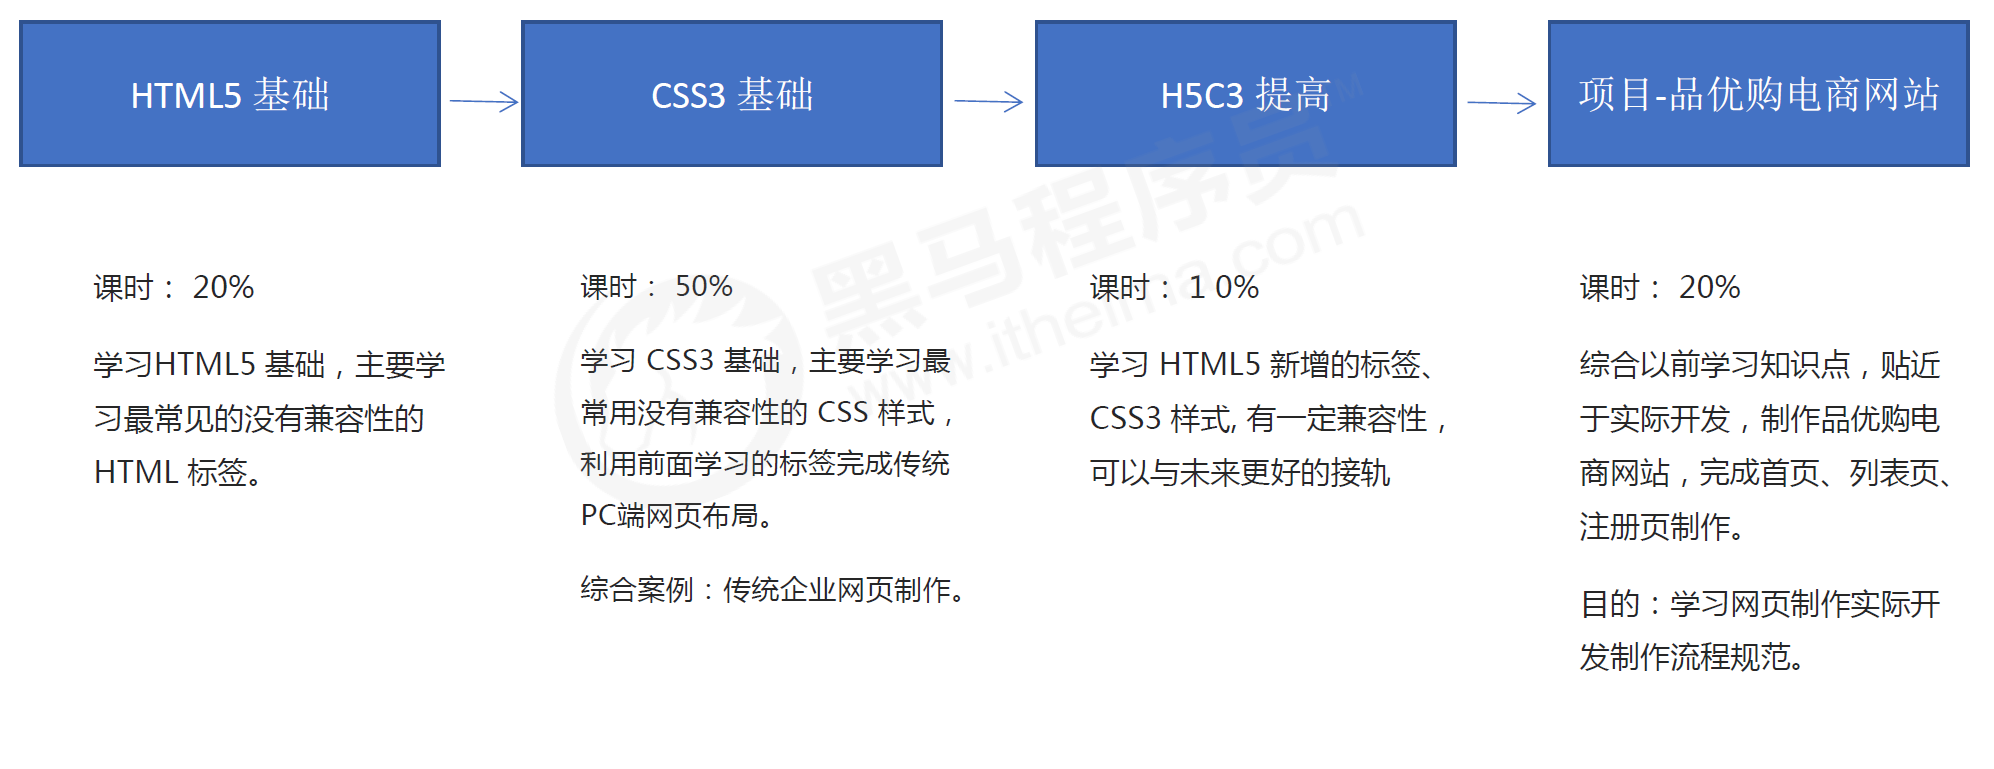 HTML5 基础
CSS3 基础
H5C3 提高
项目-品优购电商网站
课时： 20%
学习HTML5 基础，主要学
习最常见的没有兼容性的
HTML 标签。
课时： 50%
学习 CSS3 基础，主要学习最
常用没有兼容性的 CSS 样式，
利用前面学习的标签完成传统
PC端网页布局。
综合案例：传统企业网页制作。
课时： 1 0%
学习 HTML5 新增的标签、
CSS3 样式, 有一定兼容性，
可以与未来更好的接轨
课时： 20%
综合以前学习知识点，贴近
于实际开发，制作品优购电
商网站，完成首页、列表页、
注册页制作。
目的：学习网页制作实际开
发制作流程规范。
黑马程序员™
www.itheima.com